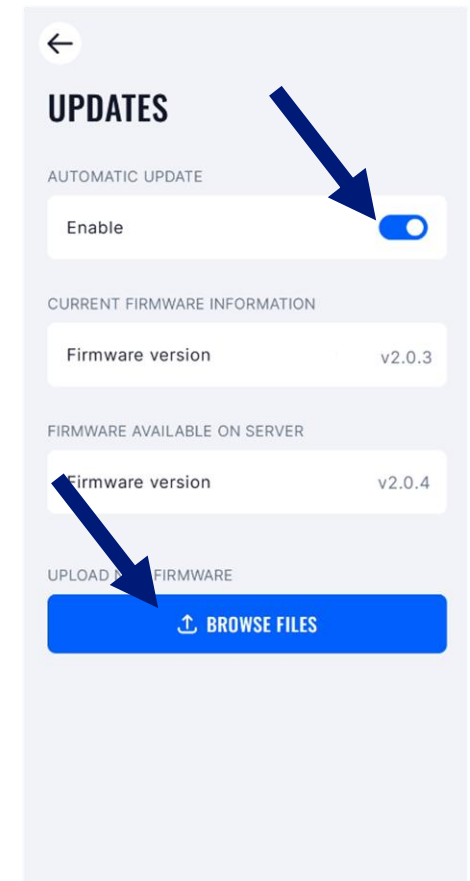 UPDATES
AUTOMATIC UPDATE
Enable
CURRENT FIRMWARE INFORMATION
Firmware version v2.0.3
FIRMWARE AVAILABLE ON SERVER
Firmware version v2.0.4
UPLOAD FIRMWARE
BROWSE FILES